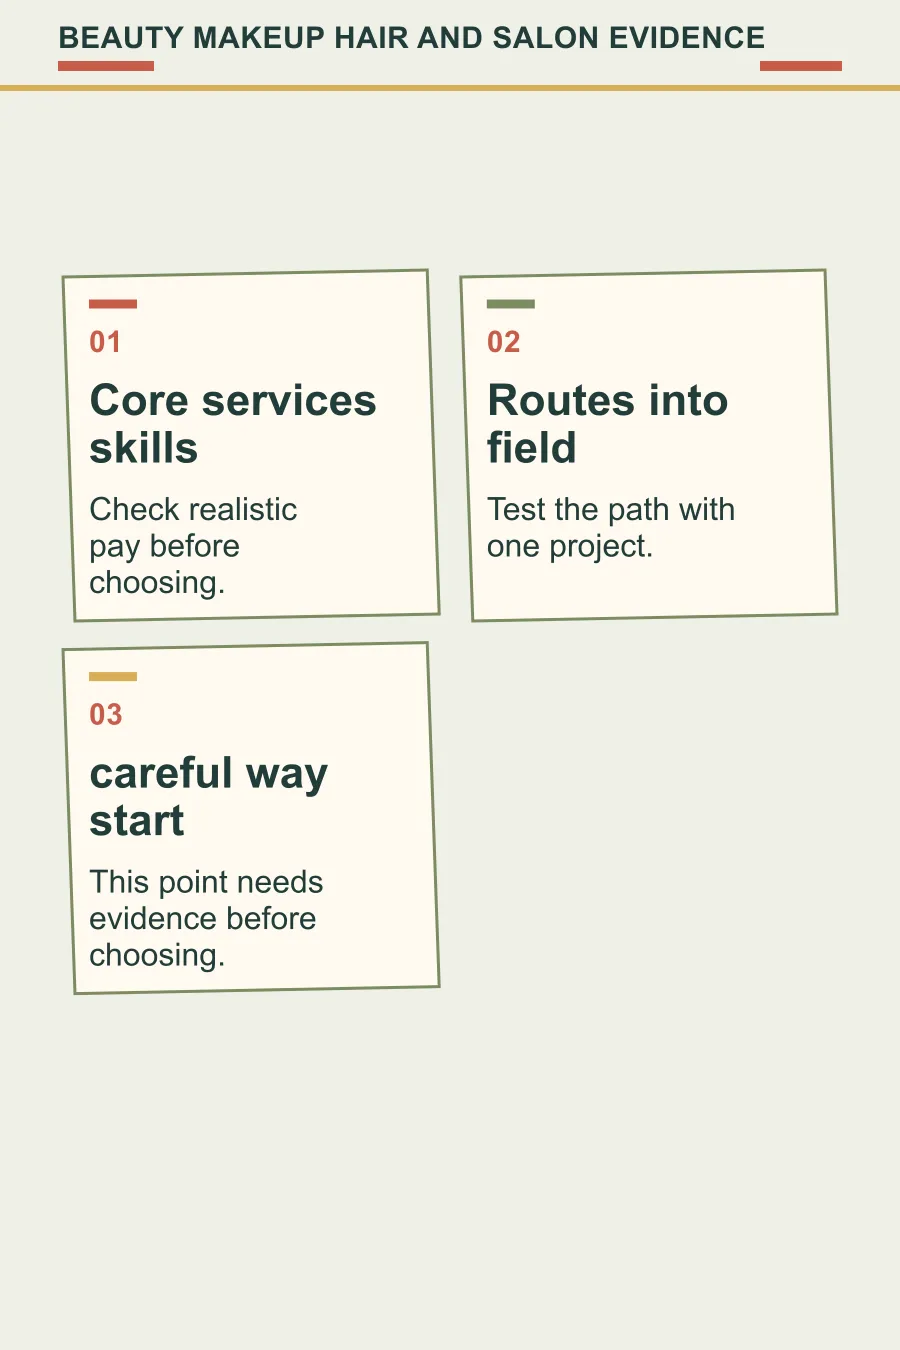 BEAUTY MAKEUP HAIR AND SALON EVIDENCE
01
Core services
skills
Check realistic
pay before
choosing.
02
Routes into
field
Test the path with
one project.
03
careful way
start
This point needs
evidence before
choosing.